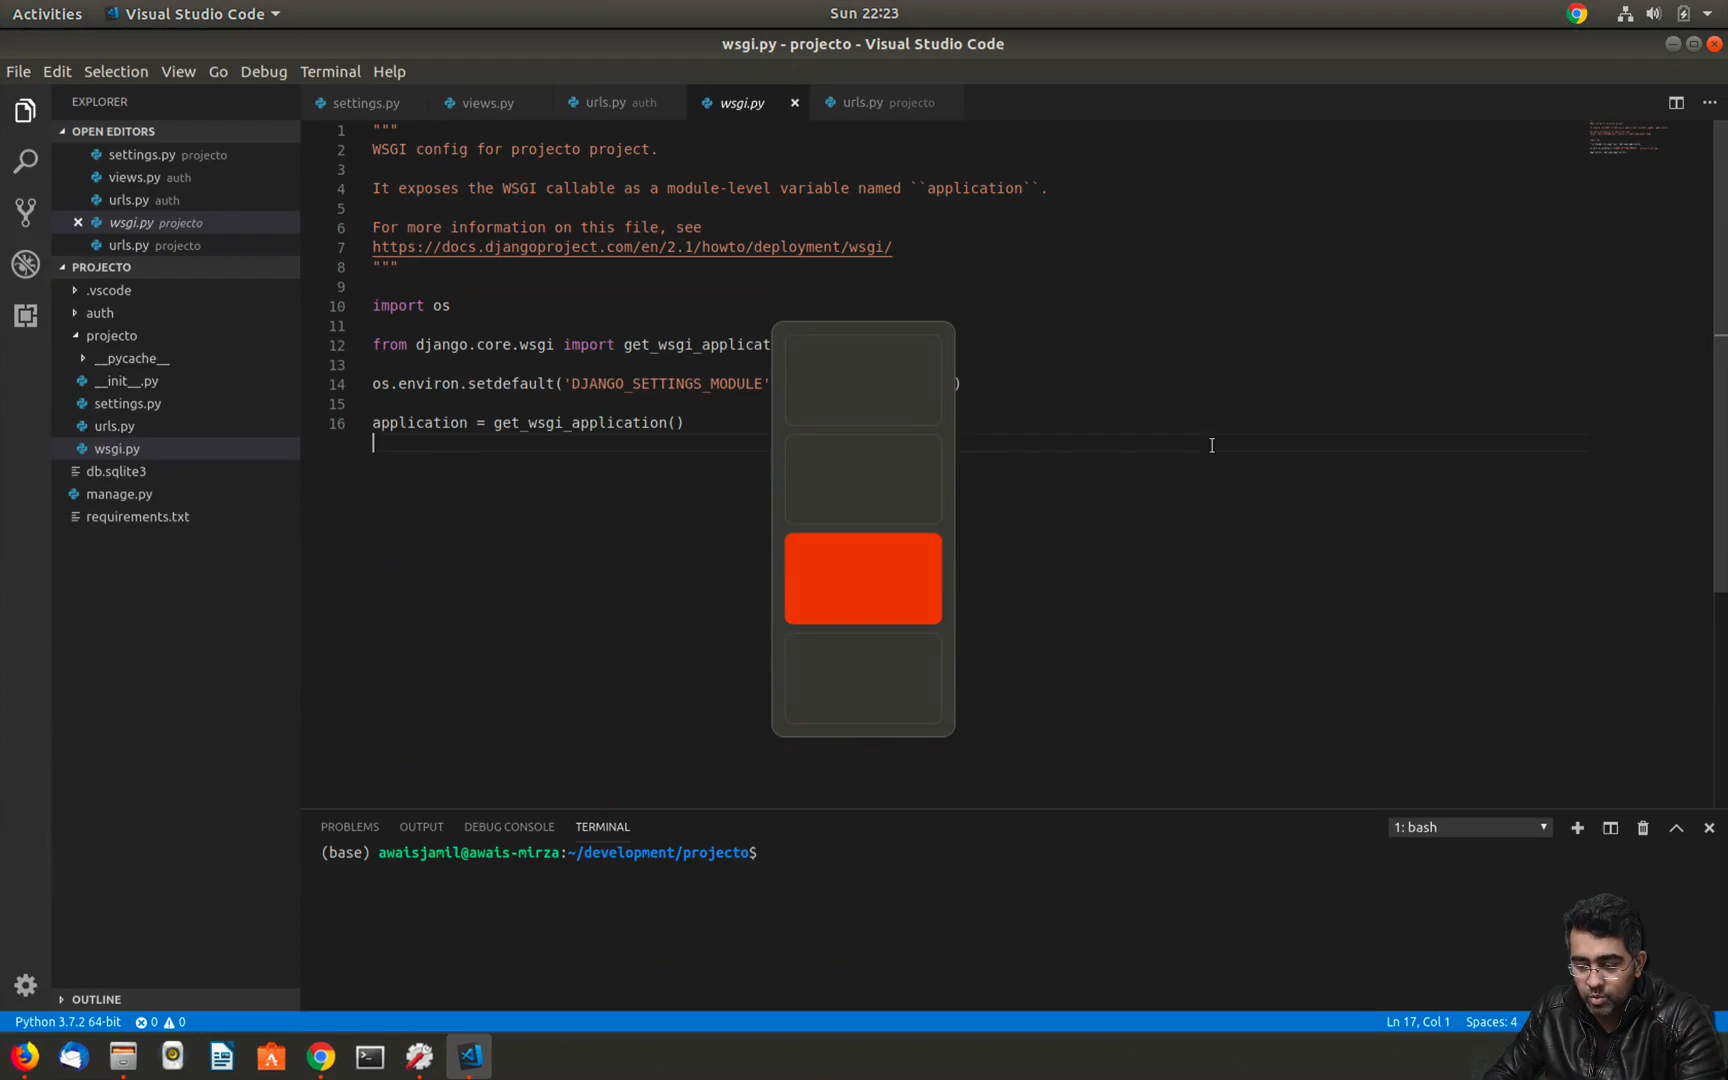 Activities
Visual Studio Code
Sun 22:23
wsgi.py - projecto - Visual Studio Code
File Edit Selection View Go Debug Terminal Help
EXPLORER
OPEN EDITORS
settings.py projecto
views.py auth
urls.py auth
wsgi.py projecto
urls.py projecto
PROJECTO
.vscode
auth
projecto
__pycache__
__init__.py
settings.py
urls.py
wsgi.py
db.sqlite3
manage.py
requirements.txt
OUTLINE
settings.py views.py urls.py auth wsgi.py urls.py projecto
1 """
2 WSGI config for projecto project.
3
4 It exposes the WSGI callable as a module-level variable named ``application``.
5
6 For more information on this file, see
7 https://docs.djangoproject.com/en/2.1/howto/deployment/wsgi/
8 """
9
10 import os
11
12 from django.core.wsgi import get_wsgi_applicat
13
14 os.environ.setdefault('DJANGO_SETTINGS_MODULE' )
15
16 application = get_wsgi_application()
PROBLEMS OUTPUT DEBUG CONSOLE TERMINAL
1: bash
(base) awaisjamil@awais-mirza:~/development/projecto$
Python 3.7.2 64-bit 0 0
Ln 17, Col 1 Spaces: 4